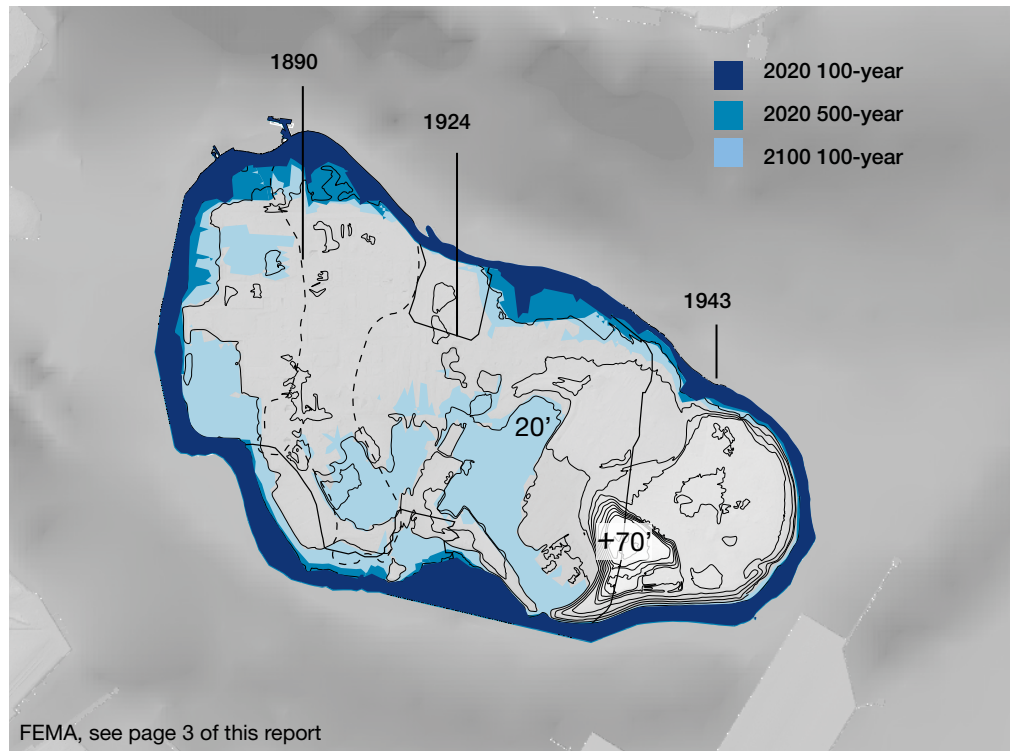 1890
1924
2020 100-year
2020 500-year
2100 100-year
1943
20’
+70’
FEMA, see page 3 of this report